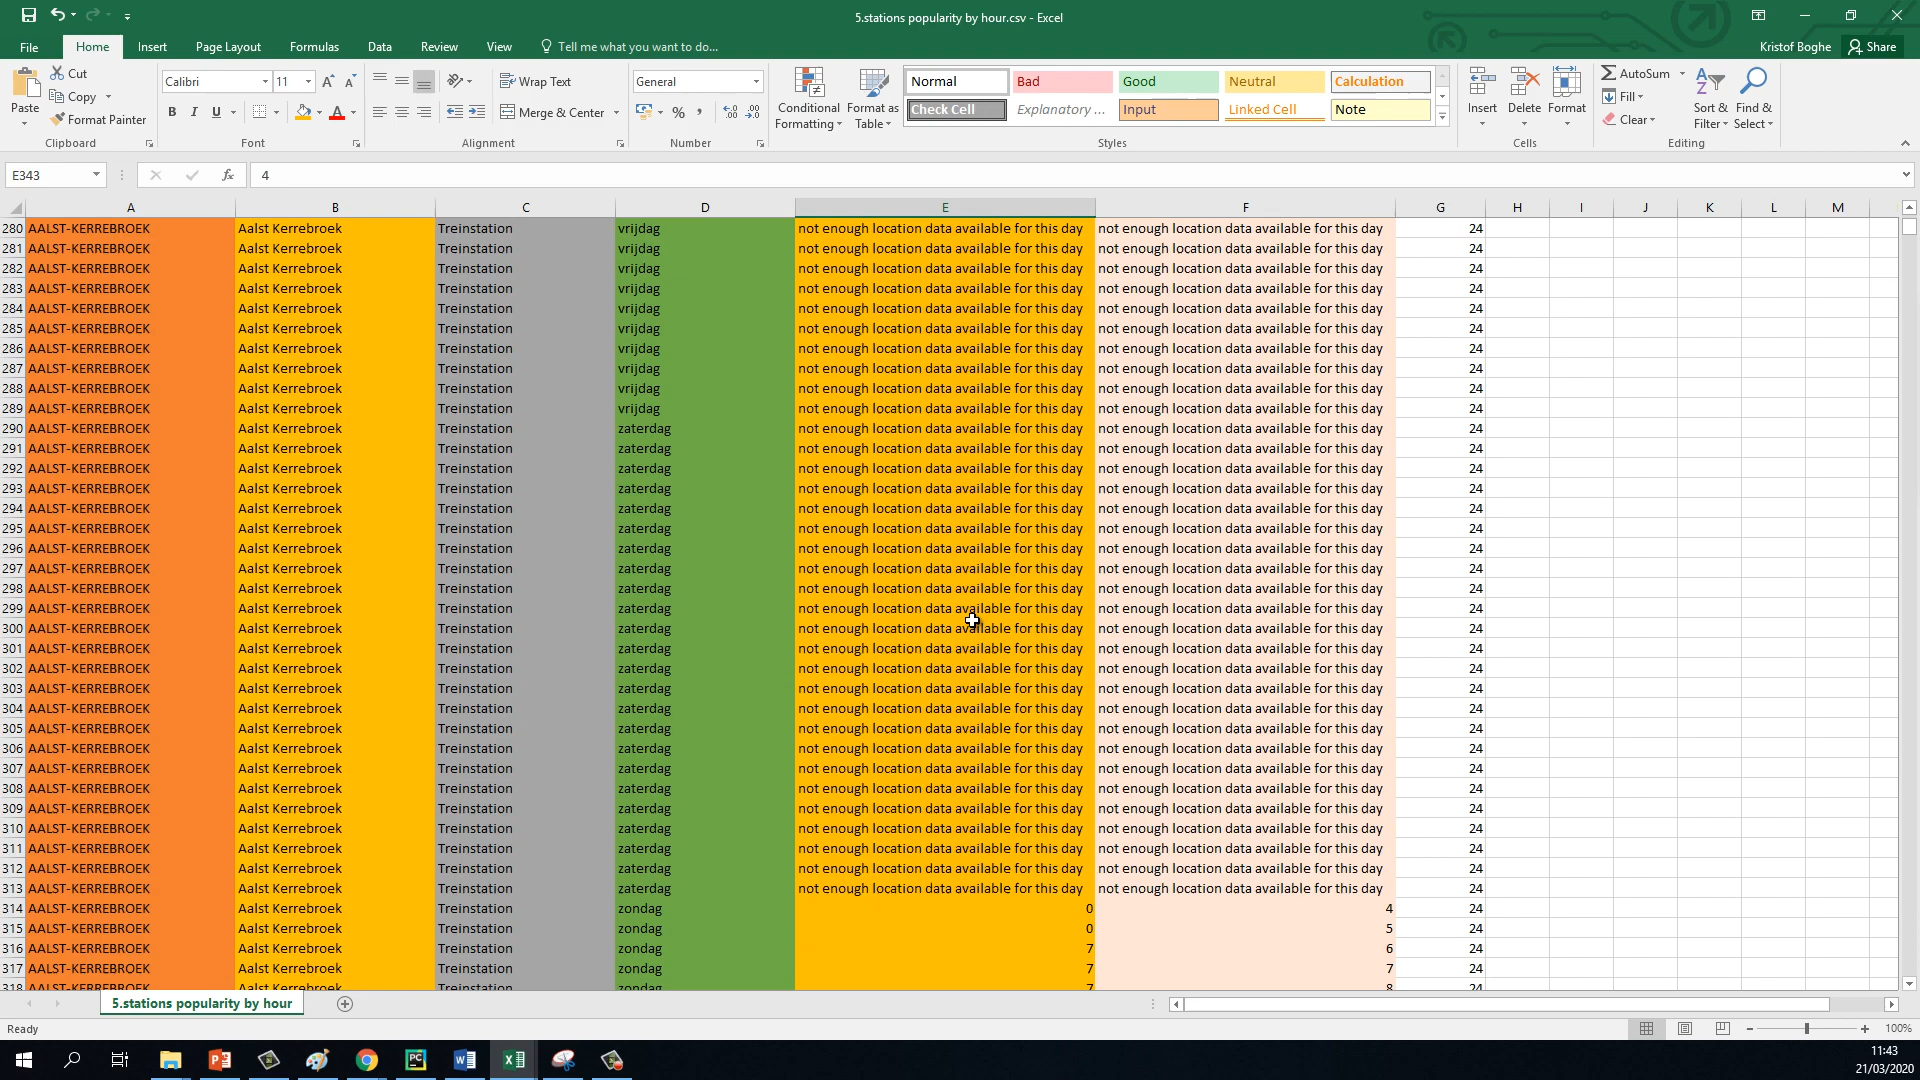 5.stations popularity by hour.csv - Excel
File Home Insert Page Layout Formulas Data Review View Tell me what you want to do... Kristof Boghe Share
Paste Cut Copy Format Painter Calibri 11 B I U Wrap Text Merge & Center General % Conditional Formatting Format as Table Normal Bad Good Neutral Calculation Check Cell Explanatory ... Input Linked Cell Note Insert Delete Format AutoSum Fill Clear Sort & Filter Find & Select
Clipboard Font Alignment Number Styles Cells Editing
E343 fx 4
A B C D E F G H I J K L M
280 AALST-KERREBROEK Aalst Kerrebroek Treinstation vrijdag not enough location data available for this day not enough location data available for this day 24
281 AALST-KERREBROEK Aalst Kerrebroek Treinstation vrijdag not enough location data available for this day not enough location data available for this day 24
282 AALST-KERREBROEK Aalst Kerrebroek Treinstation vrijdag not enough location data available for this day not enough location data available for this day 24
283 AALST-KERREBROEK Aalst Kerrebroek Treinstation vrijdag not enough location data available for this day not enough location data available for this day 24
284 AALST-KERREBROEK Aalst Kerrebroek Treinstation vrijdag not enough location data available for this day not enough location data available for this day 24
285 AALST-KERREBROEK Aalst Kerrebroek Treinstation vrijdag not enough location data available for this day not enough location data available for this day 24
286 AALST-KERREBROEK Aalst Kerrebroek Treinstation vrijdag not enough location data available for this day not enough location data available for this day 24
287 AALST-KERREBROEK Aalst Kerrebroek Treinstation vrijdag not enough location data available for this day not enough location data available for this day 24
288 AALST-KERREBROEK Aalst Kerrebroek Treinstation vrijdag not enough location data available for this day not enough location data available for this day 24
289 AALST-KERREBROEK Aalst Kerrebroek Treinstation vrijdag not enough location data available for this day not enough location data available for this day 24
290 AALST-KERREBROEK Aalst Kerrebroek Treinstation zaterdag not enough location data available for this day not enough location data available for this day 24
291 AALST-KERREBROEK Aalst Kerrebroek Treinstation zaterdag not enough location data available for this day not enough location data available for this day 24
292 AALST-KERREBROEK Aalst Kerrebroek Treinstation zaterdag not enough location data available for this day not enough location data available for this day 24
293 AALST-KERREBROEK Aalst Kerrebroek Treinstation zaterdag not enough location data available for this day not enough location data available for this day 24
294 AALST-KERREBROEK Aalst Kerrebroek Treinstation zaterdag not enough location data available for this day not enough location data available for this day 24
295 AALST-KERREBROEK Aalst Kerrebroek Treinstation zaterdag not enough location data available for this day not enough location data available for this day 24
296 AALST-KERREBROEK Aalst Kerrebroek Treinstation zaterdag not enough location data available for this day not enough location data available for this day 24
297 AALST-KERREBROEK Aalst Kerrebroek Treinstation zaterdag not enough location data available for this day not enough location data available for this day 24
298 AALST-KERREBROEK Aalst Kerrebroek Treinstation zaterdag not enough location data available for this day not enough location data available for this day 24
299 AALST-KERREBROEK Aalst Kerrebroek Treinstation zaterdag not enough location data available for this day not enough location data available for this day 24
300 AALST-KERREBROEK Aalst Kerrebroek Treinstation zaterdag not enough location data available for this day not enough location data available for this day 24
301 AALST-KERREBROEK Aalst Kerrebroek Treinstation zaterdag not enough location data available for this day not enough location data available for this day 24
302 AALST-KERREBROEK Aalst Kerrebroek Treinstation zaterdag not enough location data available for this day not enough location data available for this day 24
303 AALST-KERREBROEK Aalst Kerrebroek Treinstation zaterdag not enough location data available for this day not enough location data available for this day 24
304 AALST-KERREBROEK Aalst Kerrebroek Treinstation zaterdag not enough location data available for this day not enough location data available for this day 24
305 AALST-KERREBROEK Aalst Kerrebroek Treinstation zaterdag not enough location data available for this day not enough location data available for this day 24
306 AALST-KERREBROEK Aalst Kerrebroek Treinstation zaterdag not enough location data available for this day not enough location data available for this day 24
307 AALST-KERREBROEK Aalst Kerrebroek Treinstation zaterdag not enough location data available for this day not enough location data available for this day 24
308 AALST-KERREBROEK Aalst Kerrebroek Treinstation zaterdag not enough location data available for this day not enough location data available for this day 24
309 AALST-KERREBROEK Aalst Kerrebroek Treinstation zaterdag not enough location data available for this day not enough location data available for this day 24
310 AALST-KERREBROEK Aalst Kerrebroek Treinstation zaterdag not enough location data available for this day not enough location data available for this day 24
311 AALST-KERREBROEK Aalst Kerrebroek Treinstation zaterdag not enough location data available for this day not enough location data available for this day 24
312 AALST-KERREBROEK Aalst Kerrebroek Treinstation zaterdag not enough location data available for this day not enough location data available for this day 24
313 AALST-KERREBROEK Aalst Kerrebroek Treinstation zaterdag not enough location data available for this day not enough location data available for this day 24
314 AALST-KERREBROEK Aalst Kerrebroek Treinstation zondag 0 4 24
315 AALST-KERREBROEK Aalst Kerrebroek Treinstation zondag 0 5 24
316 AALST-KERREBROEK Aalst Kerrebroek Treinstation zondag 7 6 24
317 AALST-KERREBROEK Aalst Kerrebroek Treinstation zondag 7 7 24
318 AALST-KERREBROEK Aalst Kerrebroek Treinstation zondag 7 8 24
5.stations popularity by hour
Ready 100%
11:43
21/03/2020